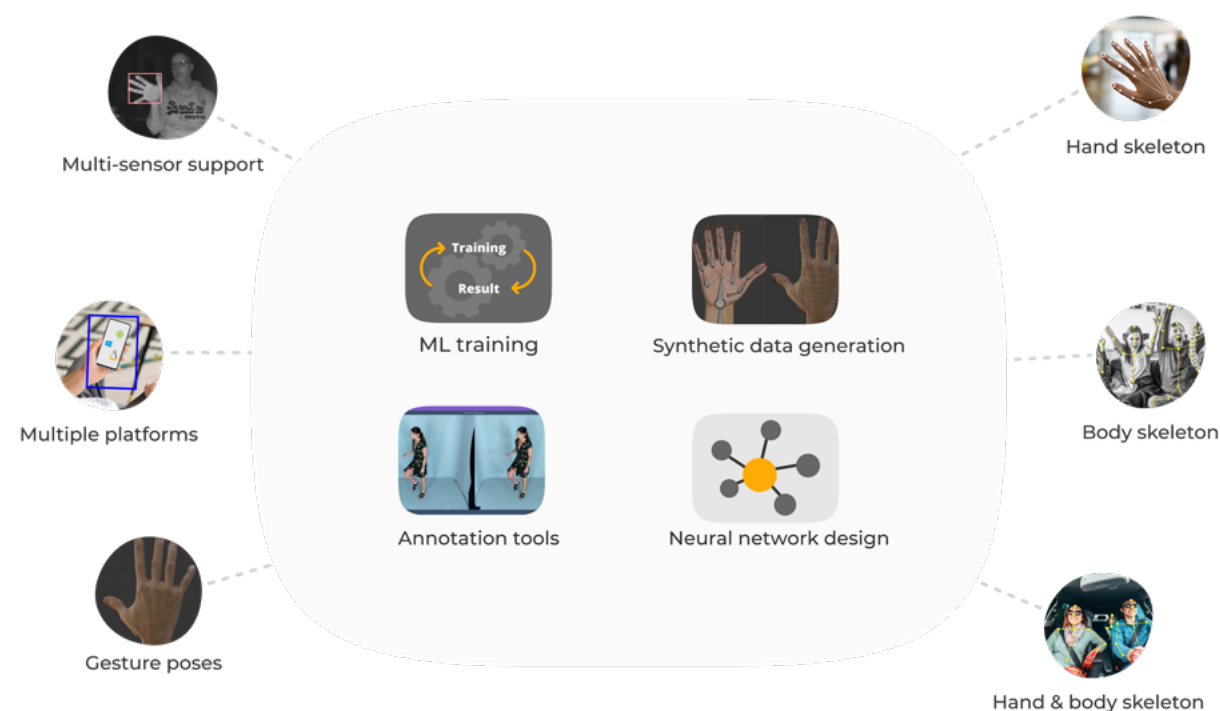 Multi-sensor support
Hand skeleton
Training
Result
ML training
Synthetic data generation
Multiple platforms
Body skeleton
Annotation tools
Neural network design
Gesture poses
Hand & body skeleton